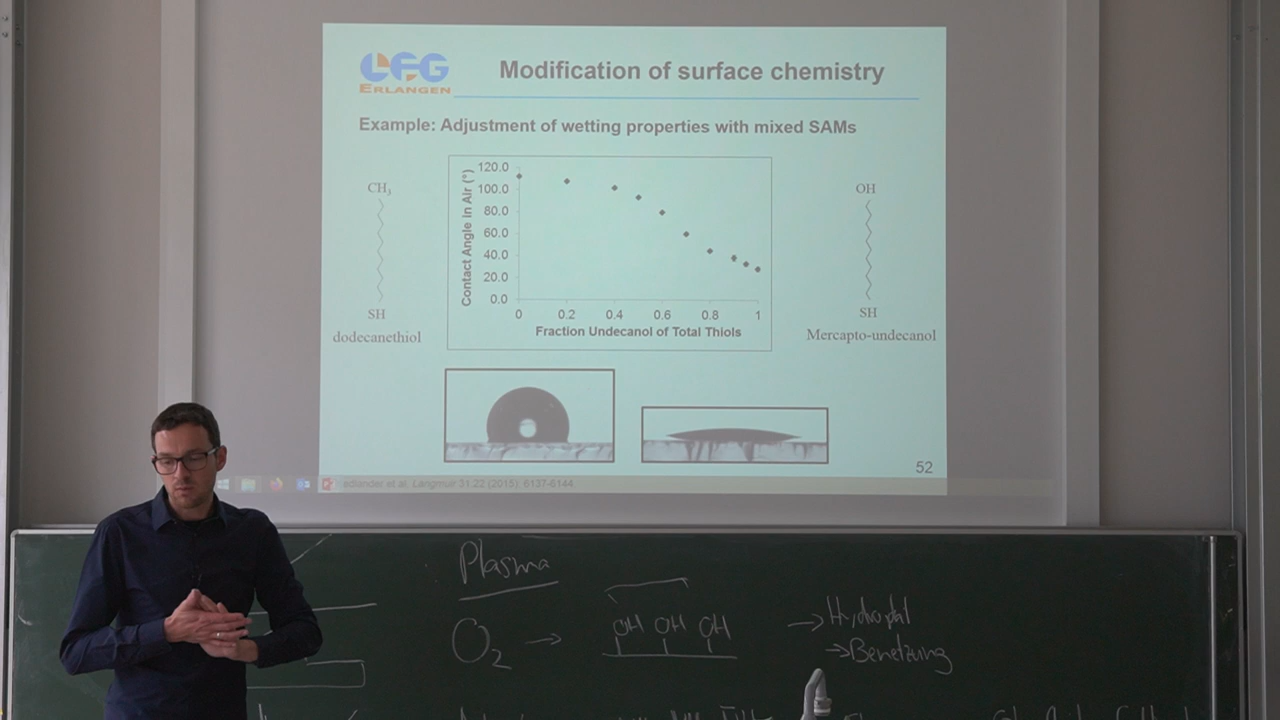 LFG
ERLANGEN
Modification of surface chemistry
Example: Adjustment of wetting properties with mixed SAMs
CH₃
SH
dodecanethiol
Contact Angle in Air (°)
120.0
100.0
80.0
60.0
40.0
20.0
0.0
0 0.2 0.4 0.6 0.8 1
Fraction Undecanol of Total Thiols
OH
SH
Mercapto-undecanol
52
edlander et al. Langmuir 31.22 (2015): 6137-6144
Plasma
O₂ → OH OH OH
→ Hydrophil
→ Benetzung